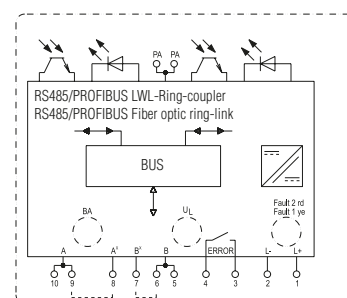 PA PA
RS485/PROFIBUS LWL-Ring-coupler
RS485/PROFIBUS Fiber optic ring-link
BUS
Fault 2 rd
Fault 1 ye
BA
UL
A A' B' B ERROR L- L+
10 9 8 7 6 5 4 3 2 1